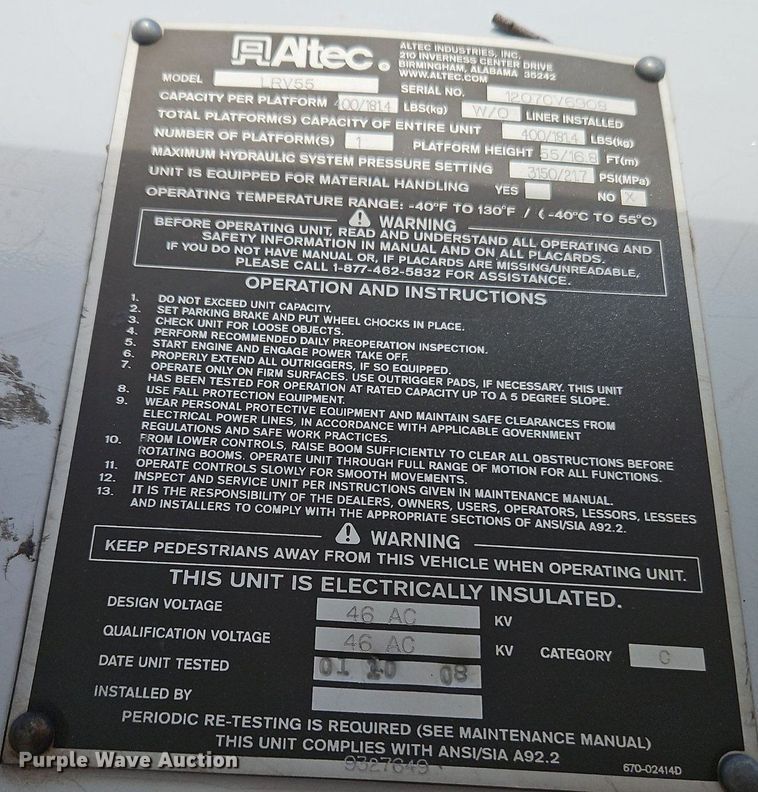 Altec®
ALTEC INDUSTRIES, INC.
210 INVERNESS CENTER DRIVE
BIRMINGHAM, ALABAMA 35242
WWW.ALTEC.COM
MODEL LRV55 SERIAL NO. 1207CV6909
CAPACITY PER PLATFORM 400/181.4 LBS(kg) W/O LINER INSTALLED
TOTAL PLATFORM(S) CAPACITY OF ENTIRE UNIT 400/181.4 LBS(kg)
NUMBER OF PLATFORM(S) 1 PLATFORM HEIGHT 55/16.8 FT(m)
MAXIMUM HYDRAULIC SYSTEM PRESSURE SETTING 3150/21.7 PSI(MPa)
UNIT IS EQUIPPED FOR MATERIAL HANDLING YES NO X
OPERATING TEMPERATURE RANGE: -40°F TO 130°F / (-40°C TO 55°C)
WARNING
BEFORE OPERATING UNIT, READ AND UNDERSTAND ALL OPERATING AND
SAFETY INFORMATION IN MANUAL AND ON ALL PLACARDS.
IF YOU DO NOT HAVE MANUAL OR, IF PLACARDS ARE MISSING/UNREADABLE,
PLEASE CALL 1-877-462-5832 FOR ASSISTANCE.
OPERATION AND INSTRUCTIONS
1. DO NOT EXCEED UNIT CAPACITY.
2. SET PARKING BRAKE AND PUT WHEEL CHOCKS IN PLACE.
3. CHECK UNIT FOR LOOSE OBJECTS.
4. PERFORM RECOMMENDED DAILY PREOPERATION INSPECTION.
5. START ENGINE AND ENGAGE POWER TAKE OFF.
6. PROPERLY EXTEND ALL OUTRIGGERS, IF SO EQUIPPED.
7. OPERATE ONLY ON FIRM SURFACES. USE OUTRIGGER PADS, IF NECESSARY. THIS UNIT
HAS BEEN TESTED FOR OPERATION AT RATED CAPACITY UP TO A 5 DEGREE SLOPE.
8. USE FALL PROTECTION EQUIPMENT.
9. WEAR PERSONAL PROTECTIVE EQUIPMENT AND MAINTAIN SAFE CLEARANCES FROM
ELECTRICAL POWER LINES, IN ACCORDANCE WITH APPLICABLE GOVERNMENT
REGULATIONS AND SAFE WORK PRACTICES.
10. FROM LOWER CONTROLS, RAISE BOOM SUFFICIENTLY TO CLEAR ALL OBSTRUCTIONS BEFORE
ROTATING BOOMS. OPERATE UNIT THROUGH FULL RANGE OF MOTION FOR ALL FUNCTIONS.
11. OPERATE CONTROLS SLOWLY FOR SMOOTH MOVEMENTS.
12. INSPECT AND SERVICE UNIT PER INSTRUCTIONS GIVEN IN MAINTENANCE MANUAL.
13. IT IS THE RESPONSIBILITY OF THE DEALERS, OWNERS, USERS, OPERATORS, LESSORS, LESSEES
AND INSTALLERS TO COMPLY WITH THE APPROPRIATE SECTIONS OF ANSI/SIA A92.2.
WARNING
KEEP PEDESTRIANS AWAY FROM THIS VEHICLE WHEN OPERATING UNIT.
THIS UNIT IS ELECTRICALLY INSULATED.
DESIGN VOLTAGE 46 AC KV
QUALIFICATION VOLTAGE 46 AC KV CATEGORY C
DATE UNIT TESTED 01 08
INSTALLED BY
PERIODIC RE-TESTING IS REQUIRED (SEE MAINTENANCE MANUAL)
THIS UNIT COMPLIES WITH ANSI/SIA A92.2
9327649 670-02414D
Purple Wave Auction